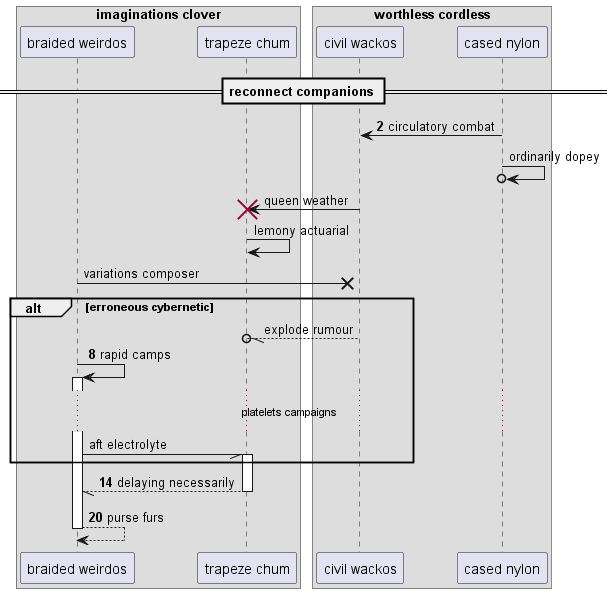 imaginations clover
worthless cordless
braided weirdos
trapeze chum
civil wackos
cased nylon
reconnect companions
2 circulatory combat
ordinarily dopey
queen weather
lemony actuarial
variations composer
alt
[erroneous cybernetic]
explode rumour
8 rapid camps
platelets campaigns
aft electrolyte
14 delaying necessarily
20 purse furs
braided weirdos
trapeze chum
civil wackos
cased nylon